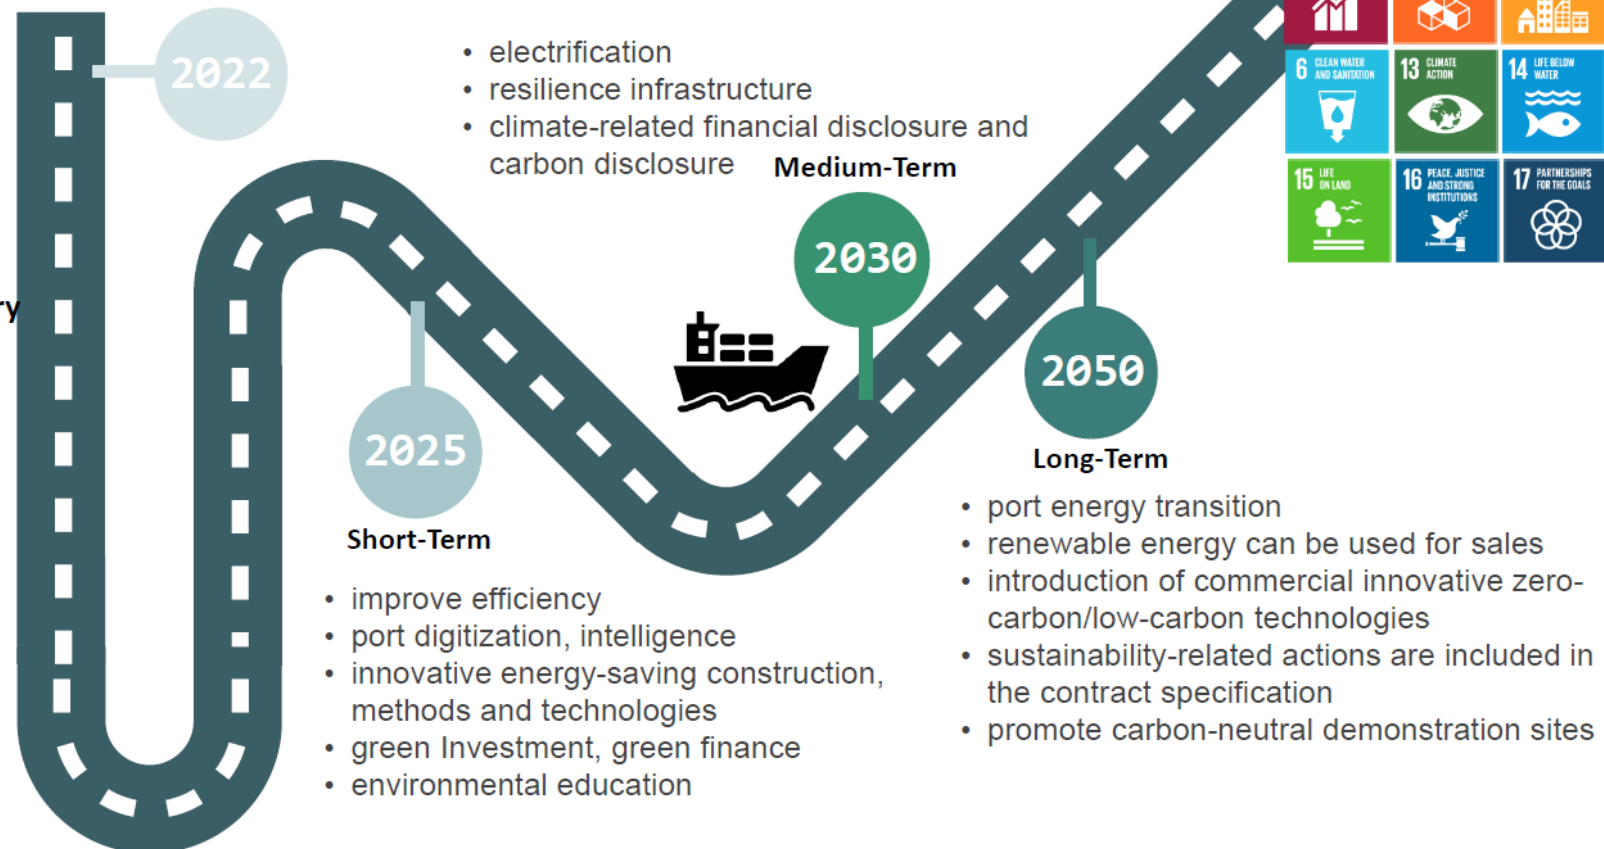 2022
• electrification
• resilience infrastructure
• climate-related financial disclosure and
carbon disclosure
Medium-Term
2030
6 CLEAN WATER
AND SANITATION
13 CLIMATE
ACTION
14 LIFE BELOW
WATER
15 LIFE
ON LAND
16 PEACE, JUSTICE
AND STRONG
INSTITUTIONS
17 PARTNERSHIPS
FOR THE GOALS
ry
2025
Short-Term
• improve efficiency
• port digitization, intelligence
• innovative energy-saving construction,
methods and technologies
• green Investment, green finance
• environmental education
2050
Long-Term
• port energy transition
• renewable energy can be used for sales
• introduction of commercial innovative zero-
carbon/low-carbon technologies
• sustainability-related actions are included in
the contract specification
• promote carbon-neutral demonstration sites